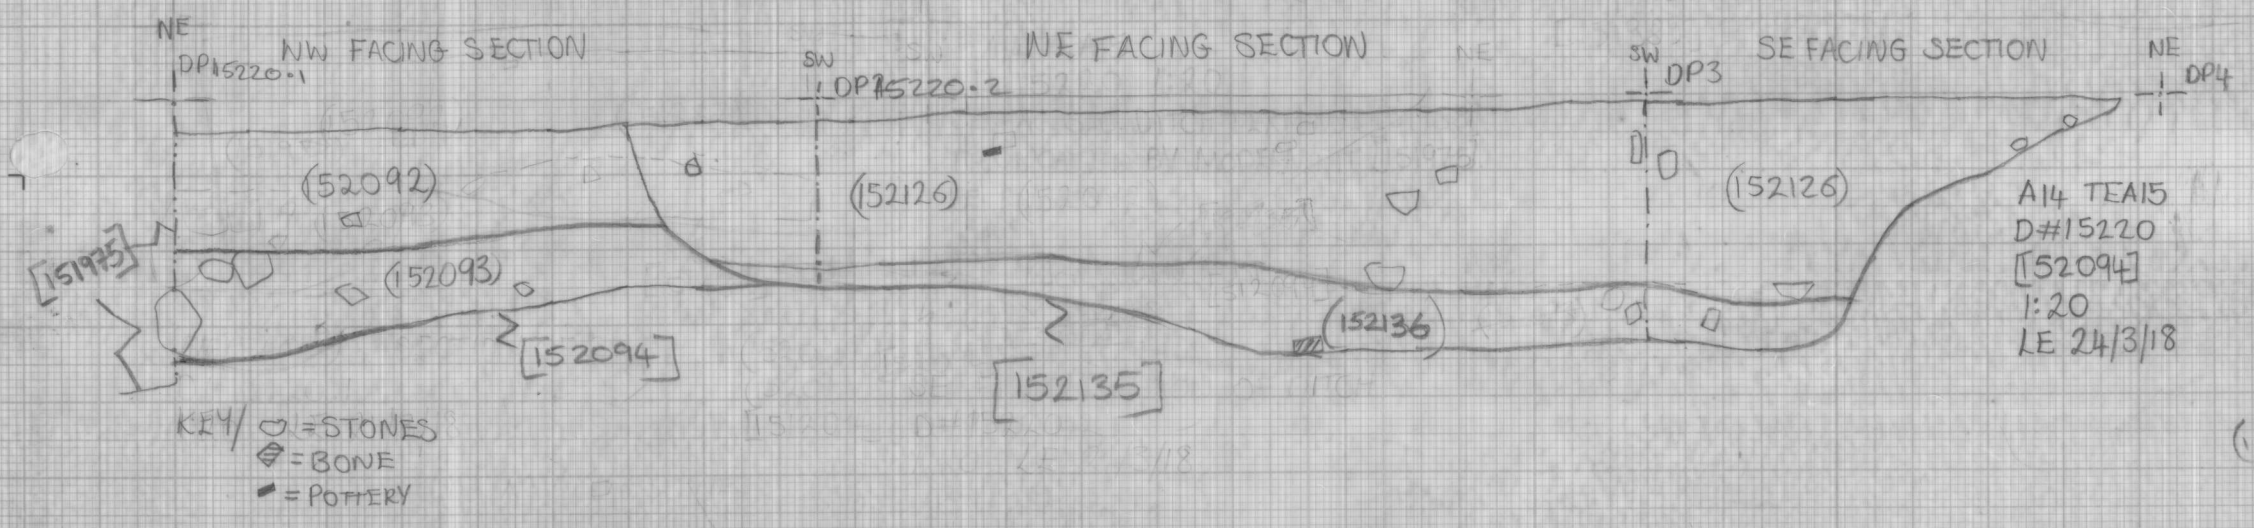 NE
DP15220.1
NW FACING SECTION
SW
DP15220.2
NE FACING SECTION
SW
DP3
SE FACING SECTION
NE
DP4
(52092)
(152126)
(152126)
[151975]
(152093)
(152136)
[152094]
[152135]
A14 TEA15
D#15220
[152094]
1:20
LE 24/3/18
KEY/ = STONES
= BONE
= POTTERY